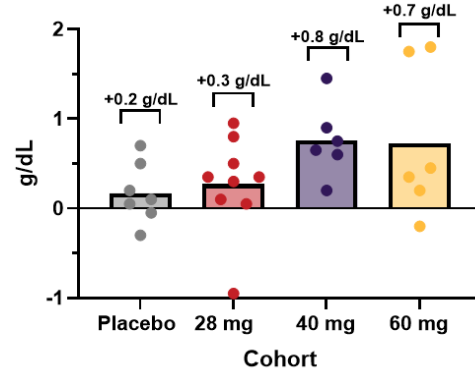 +0.7 g/dL
+0.8 g/dL
+0.3 g/dL
+0.2 g/dL
g/dL
2
1
0
-1
Placebo 28 mg 40 mg 60 mg
Cohort